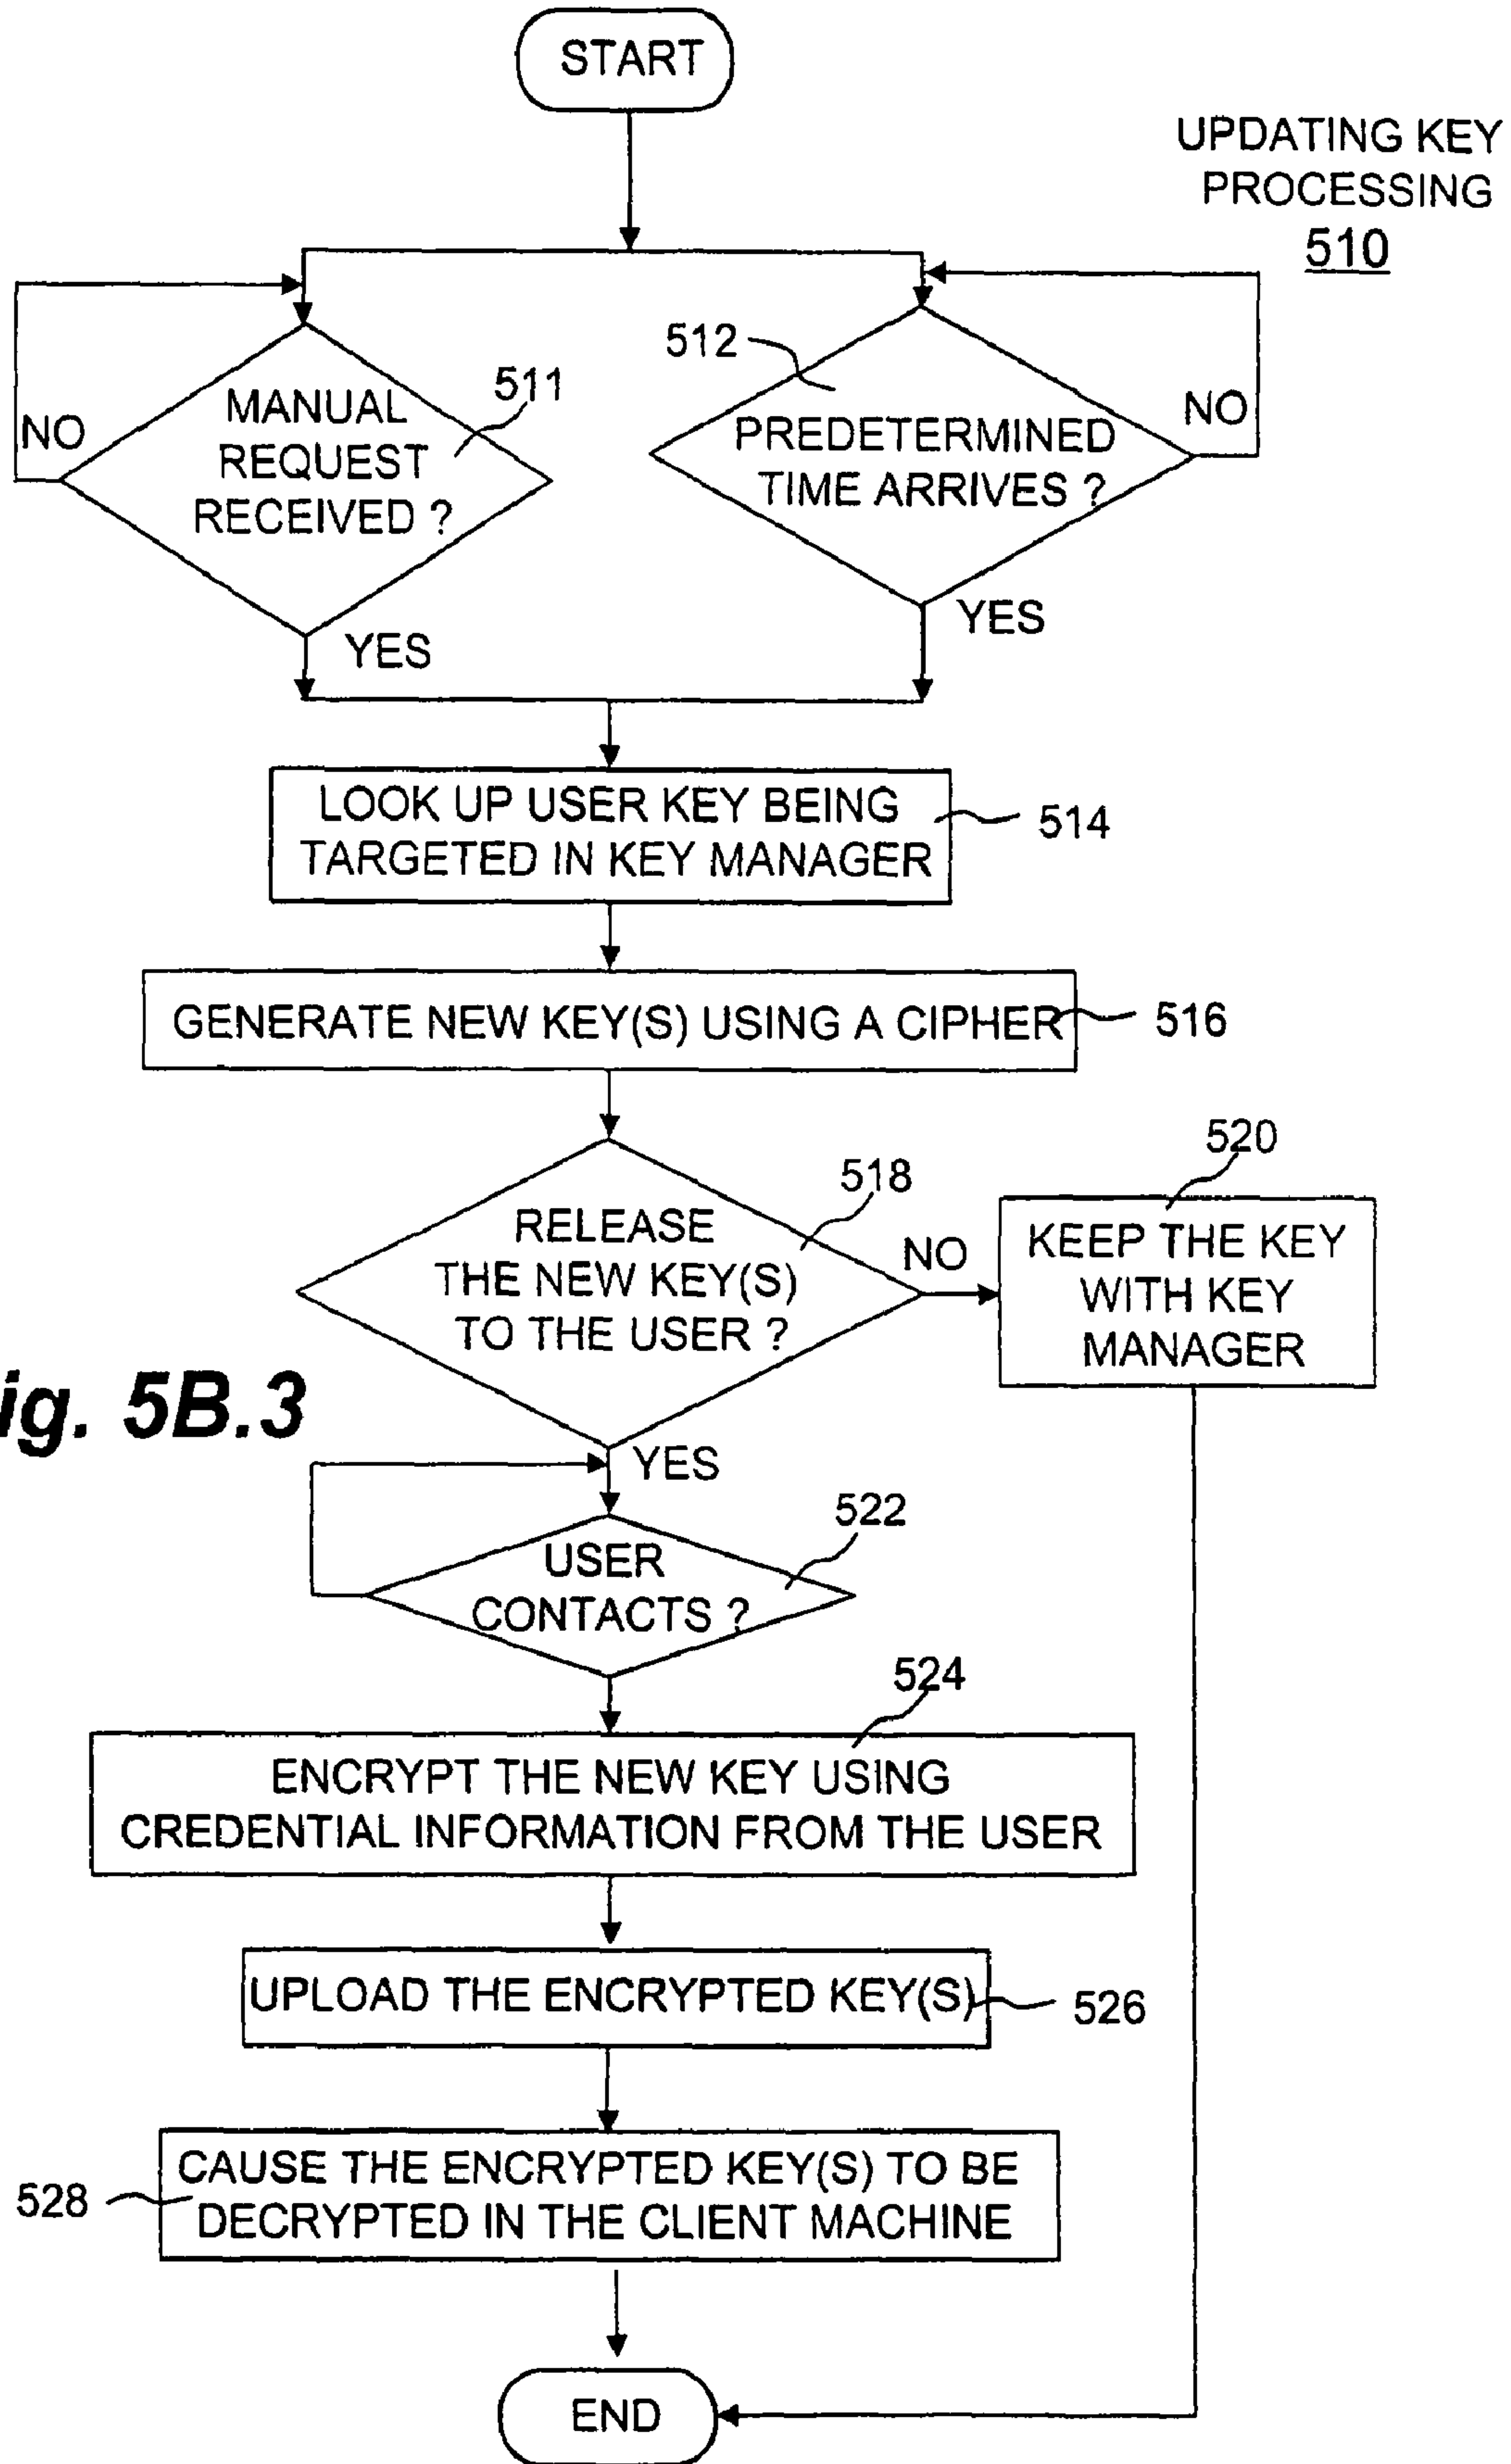 START
UPDATING KEY
PROCESSING
510
511
512
MANUAL
REQUEST
RECEIVED ?
NO
YES
PREDETERMINED
TIME ARRIVES ?
NO
YES
LOOK UP USER KEY BEING
TARGETED IN KEY MANAGER
514
GENERATE NEW KEY(S) USING A CIPHER
516
518
RELEASE
THE NEW KEY(S)
TO THE USER ?
NO
520
KEEP THE KEY
WITH KEY
MANAGER
ig. 5B.3
YES
522
USER
CONTACTS ?
524
ENCRYPT THE NEW KEY USING
CREDENTIAL INFORMATION FROM THE USER
UPLOAD THE ENCRYPTED KEY(S)
526
CAUSE THE ENCRYPTED KEY(S) TO BE
DECRYPTED IN THE CLIENT MACHINE
528
END